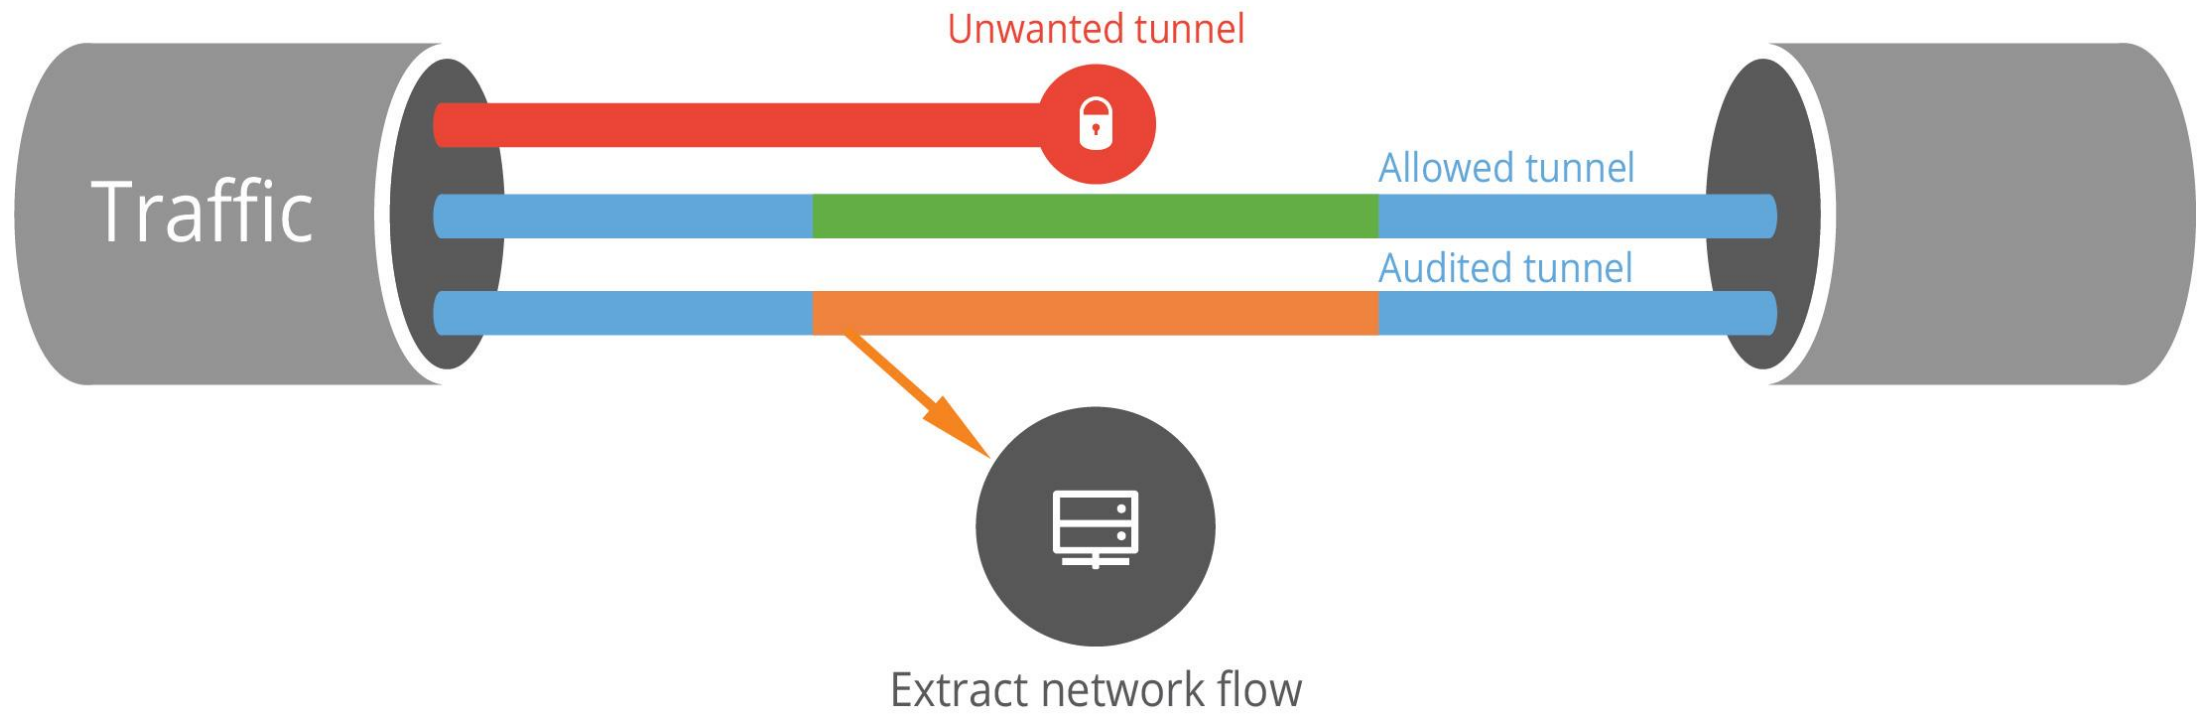 Unwanted tunnel
Traffic
Allowed tunnel
Audited tunnel
Extract network flow